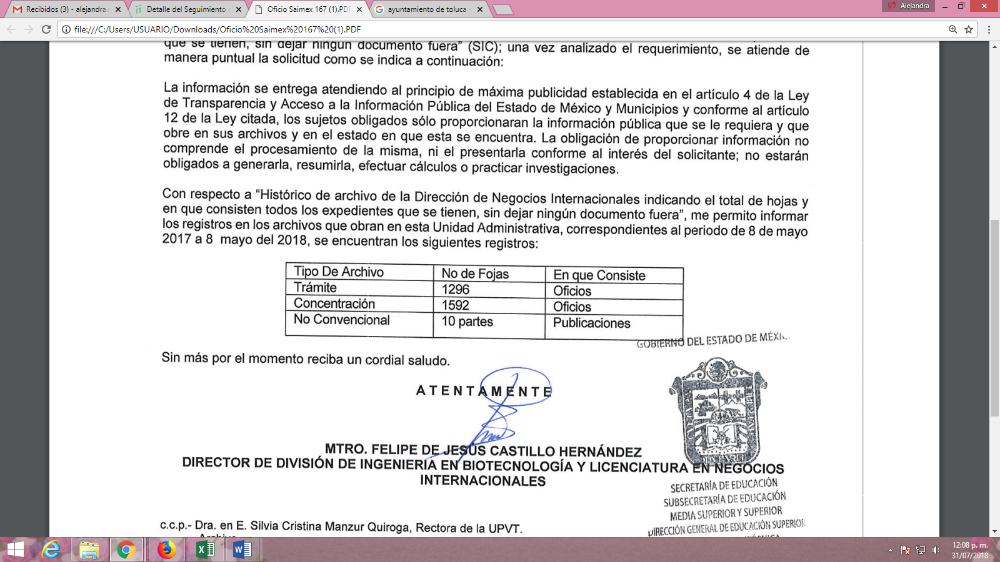 Recibidos (3) - alejandra.
Detalle del Seguimiento
Oficio Saimex 167 (1).PDF
ayuntamiento de toluca -
Alejandra
file:///C:/Users/USUARIO/Downloads/Oficio%20Saimex%20167%20(1).PDF
que se tienen, sin dejar ningún documento fuera” (SIC); una vez analizado el requerimiento, se atiende de
manera puntual la solicitud como se indica a continuación:
La información se entrega atendiendo al principio de máxima publicidad establecida en el artículo 4 de la Ley
de Transparencia y Acceso a la Información Pública del Estado de México y Municipios y conforme al artículo
12 de la Ley citada, los sujetos obligados sólo proporcionaran la información pública que se le requiera y que
obre en sus archivos y en el estado en que esta se encuentra. La obligación de proporcionar información no
comprende el procesamiento de la misma, ni el presentarla conforme al interés del solicitante; no estarán
obligados a generarla, resumirla, efectuar cálculos o practicar investigaciones.
Con respecto a “Histórico de archivo de la Dirección de Negocios Internacionales indicando el total de hojas y
en que consisten todos los expedientes que se tienen, sin dejar ningún documento fuera”, me permito informar
los registros en los archivos que obran en esta Unidad Administrativa, correspondientes al periodo de 8 de mayo
2017 a 8 mayo del 2018, se encuentran los siguientes registros:
Tipo De Archivo No de Fojas En que Consiste
Trámite 1296 Oficios
Concentración 1592 Oficios
No Convencional 10 partes Publicaciones
GOBIERNO DEL ESTADO DE MÉXIC
Sin más por el momento reciba un cordial saludo.
A T E N T A M E N T E
MTRO. FELIPE DE JESÚS CASTILLO HERNÁNDEZ
DIRECTOR DE DIVISIÓN DE INGENIERIA EN BIOTECNOLOGÍA Y LICENCIATURA EN NEGOCIOS
INTERNACIONALES
SECRETARÍA DE EDUCACIÓN
SUBSECRETARÍA DE EDUCACIÓN
MEDIA SUPERIOR Y SUPERIOR
DIRECCIÓN GENERAL DE EDUCACIÓN SUPERIOR
c.c.p.- Dra. en E. Silvia Cristina Manzur Quiroga, Rectora de la UPVT.
Archivo
12:08 p. m.
31/07/2018